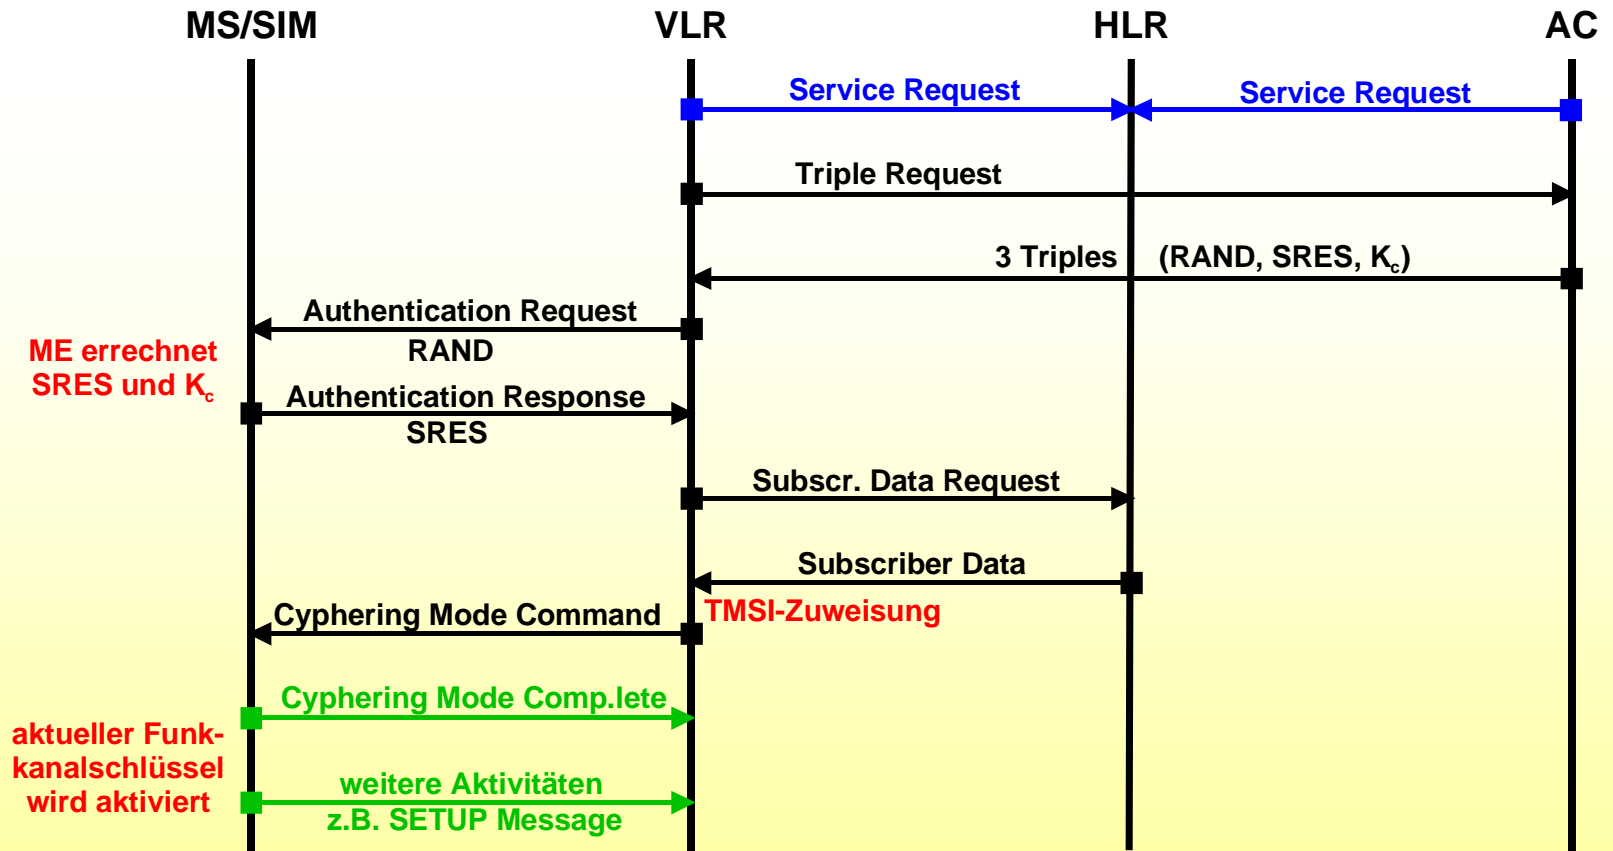 MS/SIM VLR HLR AC
Service Request Service Request
Triple Request
3 Triples (RAND, SRES, Kc)
Authentication Request
RAND
ME errechnet
SRES und Kc
Authentication Response
SRES
Subscr. Data Request
Subscriber Data
TMSI-Zuweisung
Cyphering Mode Command
Cyphering Mode Comp.lete
aktueller Funk-
kanalschlüssel
wird aktiviert
weitere Aktivitäten
z.B. SETUP Message